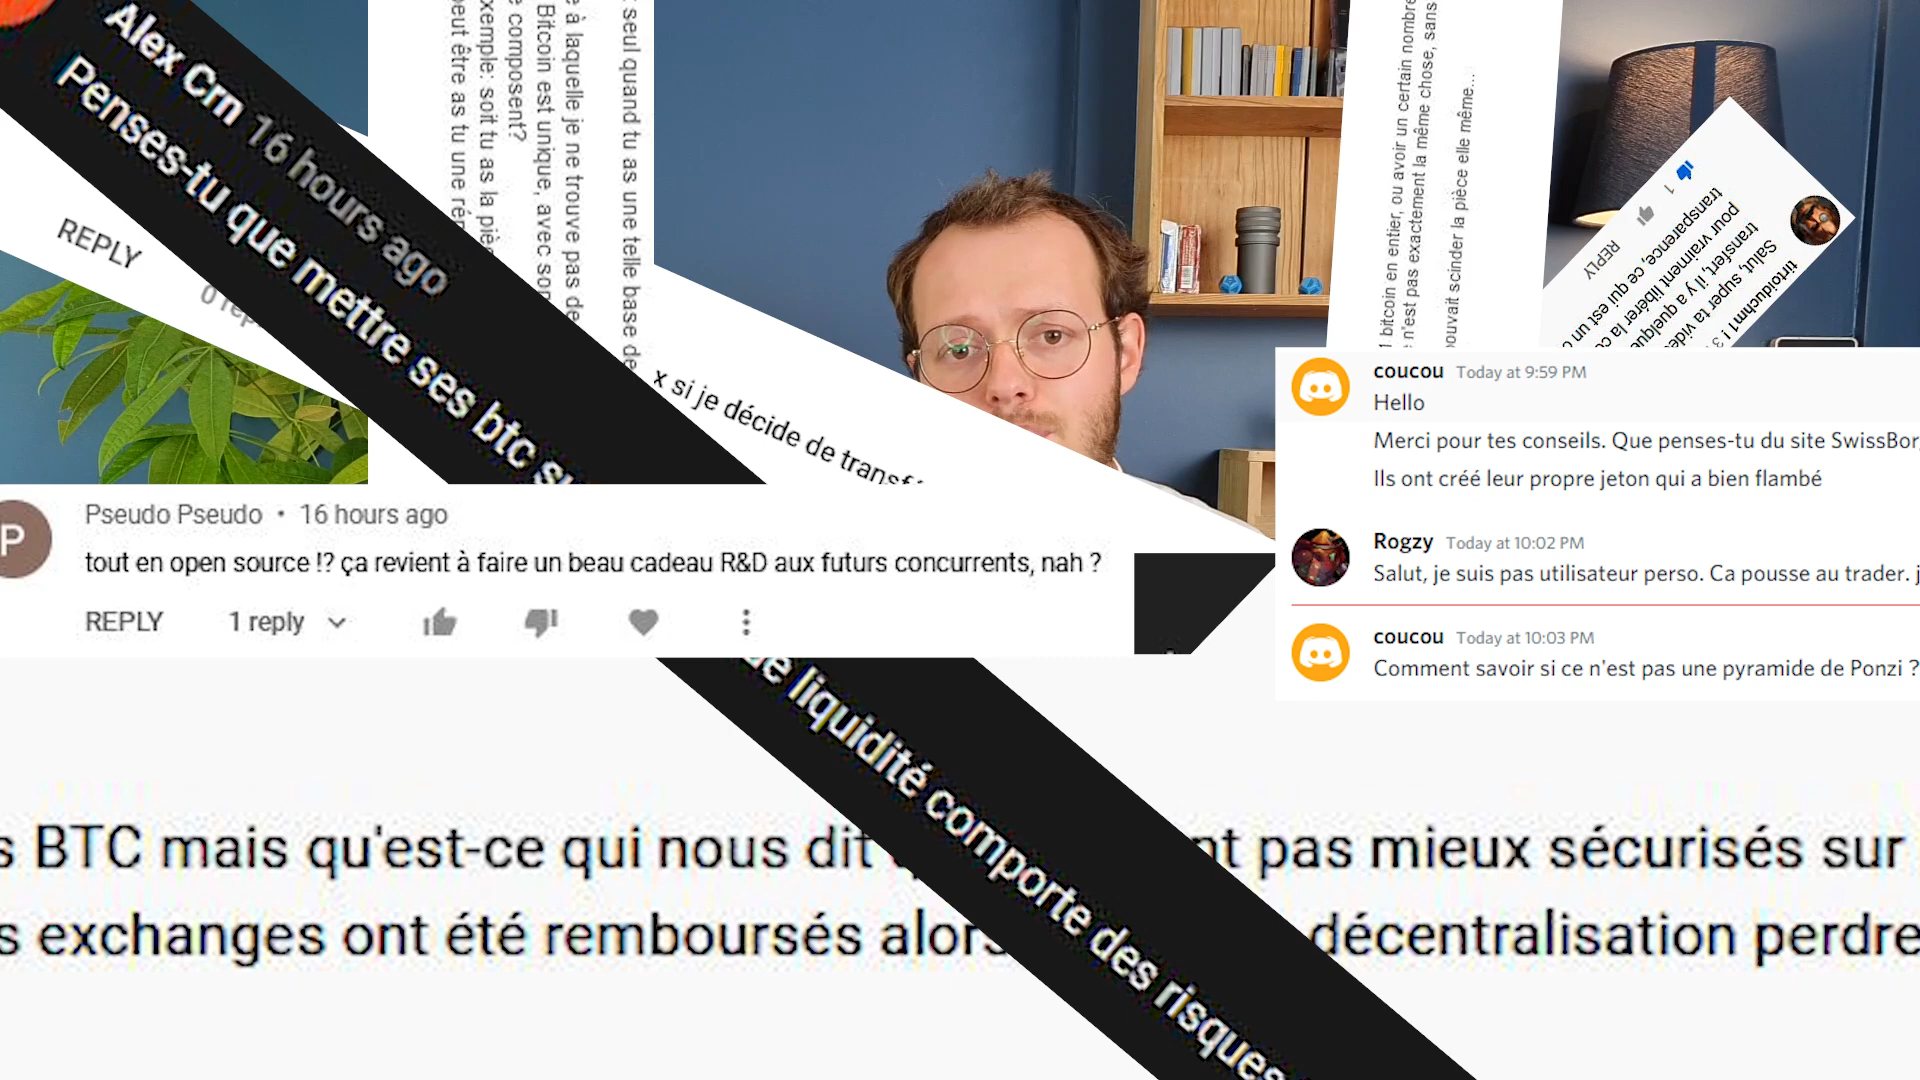 Alex Crn 16 hours ago
Penses-tu que mettre ses btc
de liquidité comporte des risques
REPLY
seul quand tu as une telle base de
à laquelle je ne trouve pas de
Bitcoin est unique, avec son
composent?
exemple: soit tu as la
peut être as tu une
x si je décide de
1 bitcoin en entier, ou avoir un certain nombre
n'est pas exactement la même chose, sans
pouvait scinder la pièce elle même...
Salut, super ta
transfert, il y a
pour vraiment libérer la
transparence, ce qui est un
1
REPLY
coucou Today at 9:59 PM
Hello
Merci pour tes conseils. Que penses-tu du site SwissBorg
Ils ont créé leur propre jeton qui a bien flambé
Rogzy Today at 10:02 PM
Salut, je suis pas utilisateur perso. Ca pousse au trader.
coucou Today at 10:03 PM
Comment savoir si ce n'est pas une pyramide de Ponzi ?
P
Pseudo Pseudo • 16 hours ago
tout en open source !? ça revient à faire un beau cadeau R&D aux futurs concurrents, nah ?
REPLY 1 reply
s BTC mais qu'est-ce qui nous dit nt pas mieux sécurisés sur
s exchanges ont été remboursés alors décentralisation perdre